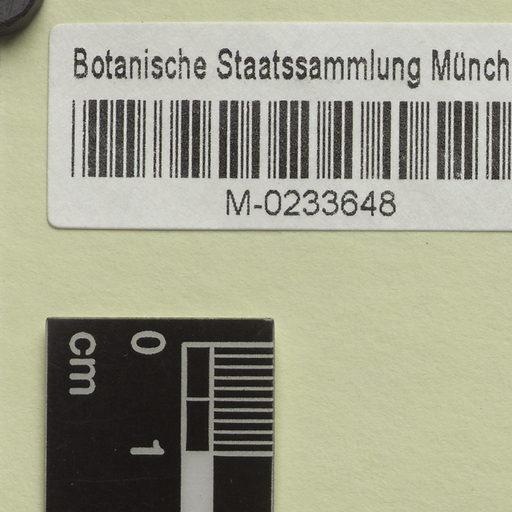 Botanische Staatssammlung Münch
M-0233648
0
cm
1